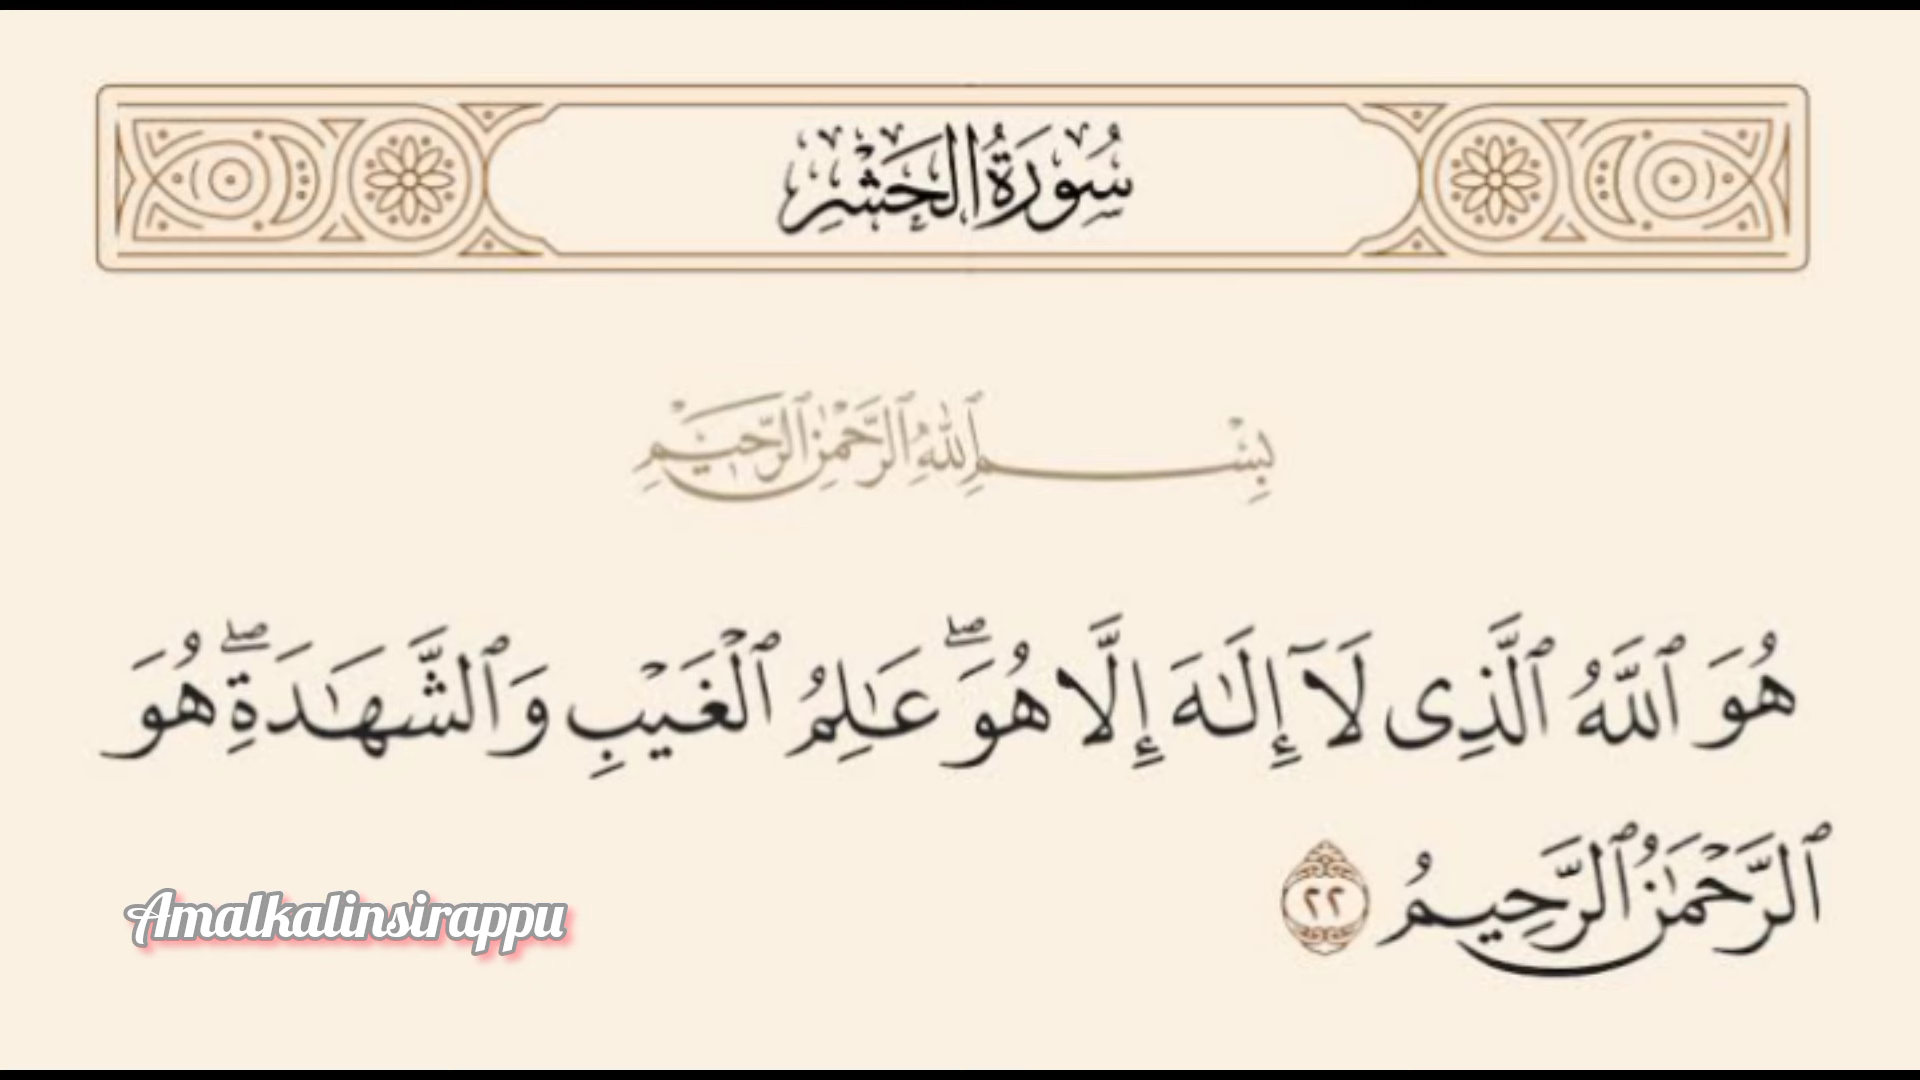 سُورَةُ الحَشْرِ
بِسْمِ ٱللَّهِ ٱلرَّحْمَٰنِ ٱلرَّحِيمِ
هُوَ ٱللَّهُ ٱلَّذِى لَآ إِلَٰهَ إِلَّا هُوَۖ عَٰلِمُ ٱلْغَيْبِ وَٱلشَّهَٰدَةِۖ هُوَ
ٱلرَّحْمَٰنُ ٱلرَّحِيمُ ٢٢
Amalkalinsirappu